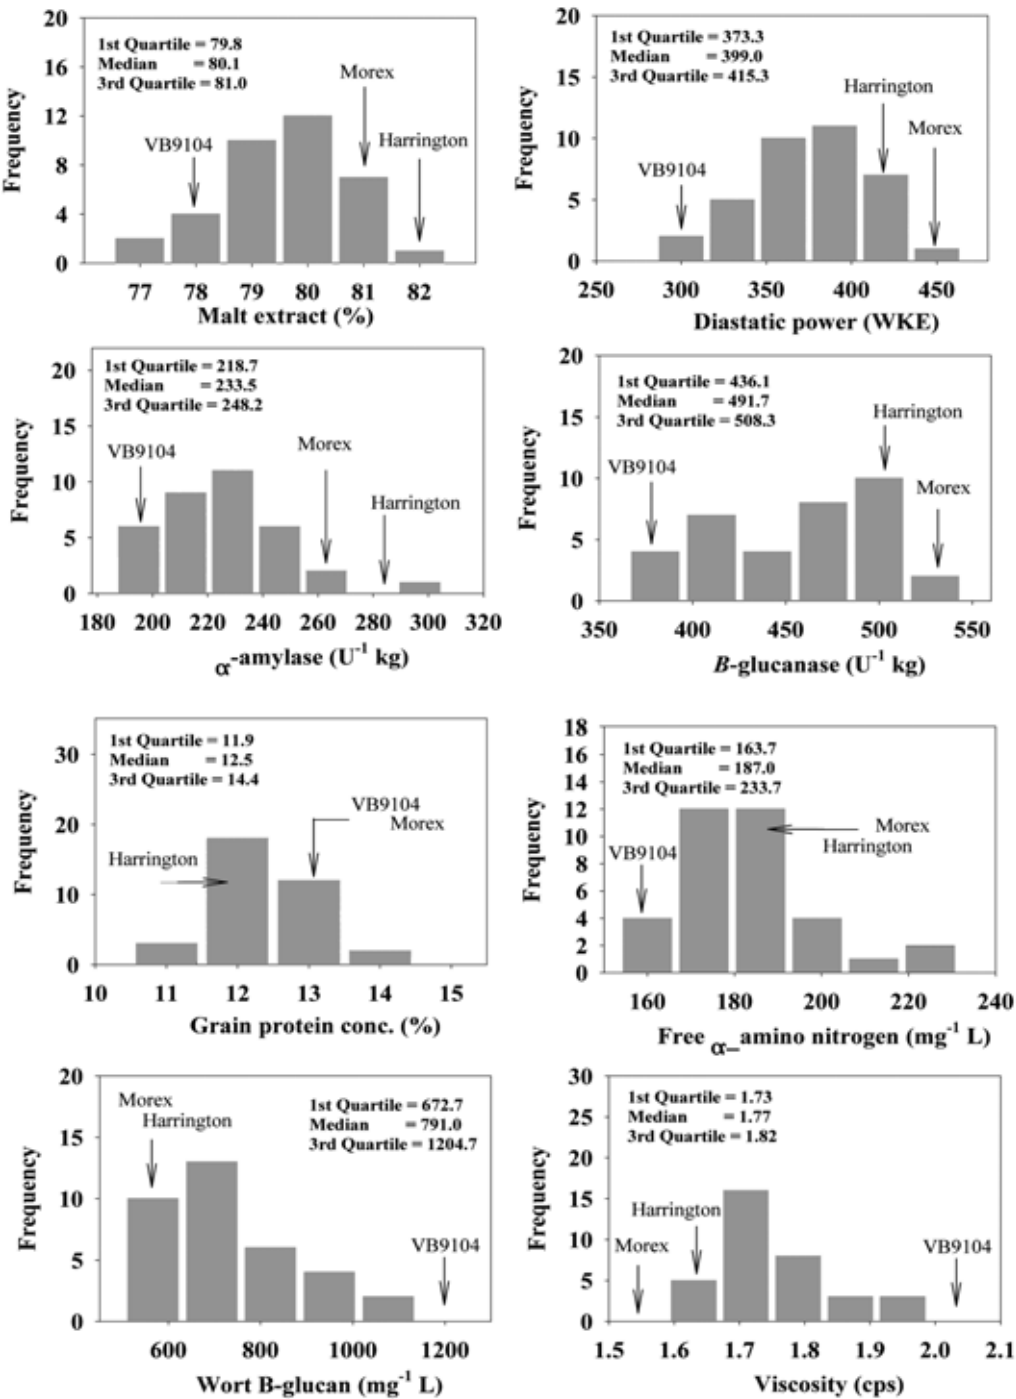 20
16
12
8
4
0
Frequency
1st Quartile = 79.8
Median = 80.1
3rd Quartile = 81.0
Morex
VB9104
Harrington
77 78 79 80 81 82
Malt extract (%)
20
15
10
5
0
Frequency
1st Quartile = 373.3
Median = 399.0
3rd Quartile = 415.3
Harrington
Morex
VB9104
250 300 350 400 450
Diastatic power (WKE)
20
15
10
5
0
Frequency
1st Quartile = 218.7
Median = 233.5
3rd Quartile = 248.2
VB9104
Morex
Harrington
180 200 220 240 260 280 300 320
α-amylase (U⁻¹ kg)
20
15
10
5
0
Frequency
1st Quartile = 436.1
Median = 491.7
3rd Quartile = 508.3
Harrington
VB9104
Morex
350 400 450 500 550
B-glucanase (U⁻¹ kg)
30
20
10
0
Frequency
1st Quartile = 11.9
Median = 12.5
3rd Quartile = 14.4
VB9104
Morex
Harrington
10 11 12 13 14 15
Grain protein conc. (%)
18
16
14
12
10
8
6
4
2
0
Frequency
1st Quartile = 163.7
Median = 187.0
3rd Quartile = 233.7
Morex
Harrington
VB9104
160 180 200 220 240
Free α_amino nitrogen (mg⁻¹ L)
20
15
10
5
0
Frequency
Morex
Harrington
1st Quartile = 672.7
Median = 791.0
3rd Quartile = 1204.7
VB9104
600 800 1000 1200
Wort B-glucan (mg⁻¹ L)
30
25
20
15
10
5
0
Frequency
1st Quartile = 1.73
Median = 1.77
3rd Quartile = 1.82
Harrington
Morex
VB9104
1.5 1.6 1.7 1.8 1.9 2.0 2.1
Viscosity (cps)